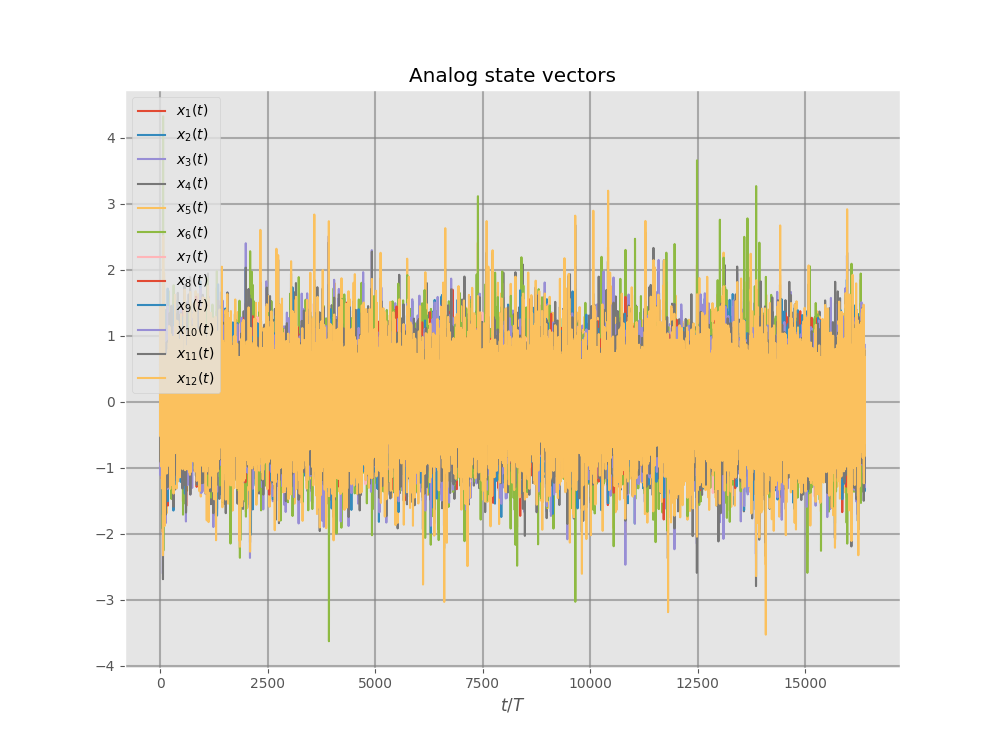 Analog state vectors
x₁(t)
x₂(t)
x₃(t)
x₄(t)
x₅(t)
x₆(t)
x₇(t)
x₈(t)
x₉(t)
x₁₀(t)
x₁₁(t)
x₁₂(t)
4
3
2
1
0
−1
−2
−3
−4
0 2500 5000 7500 10000 12500 15000
t/T